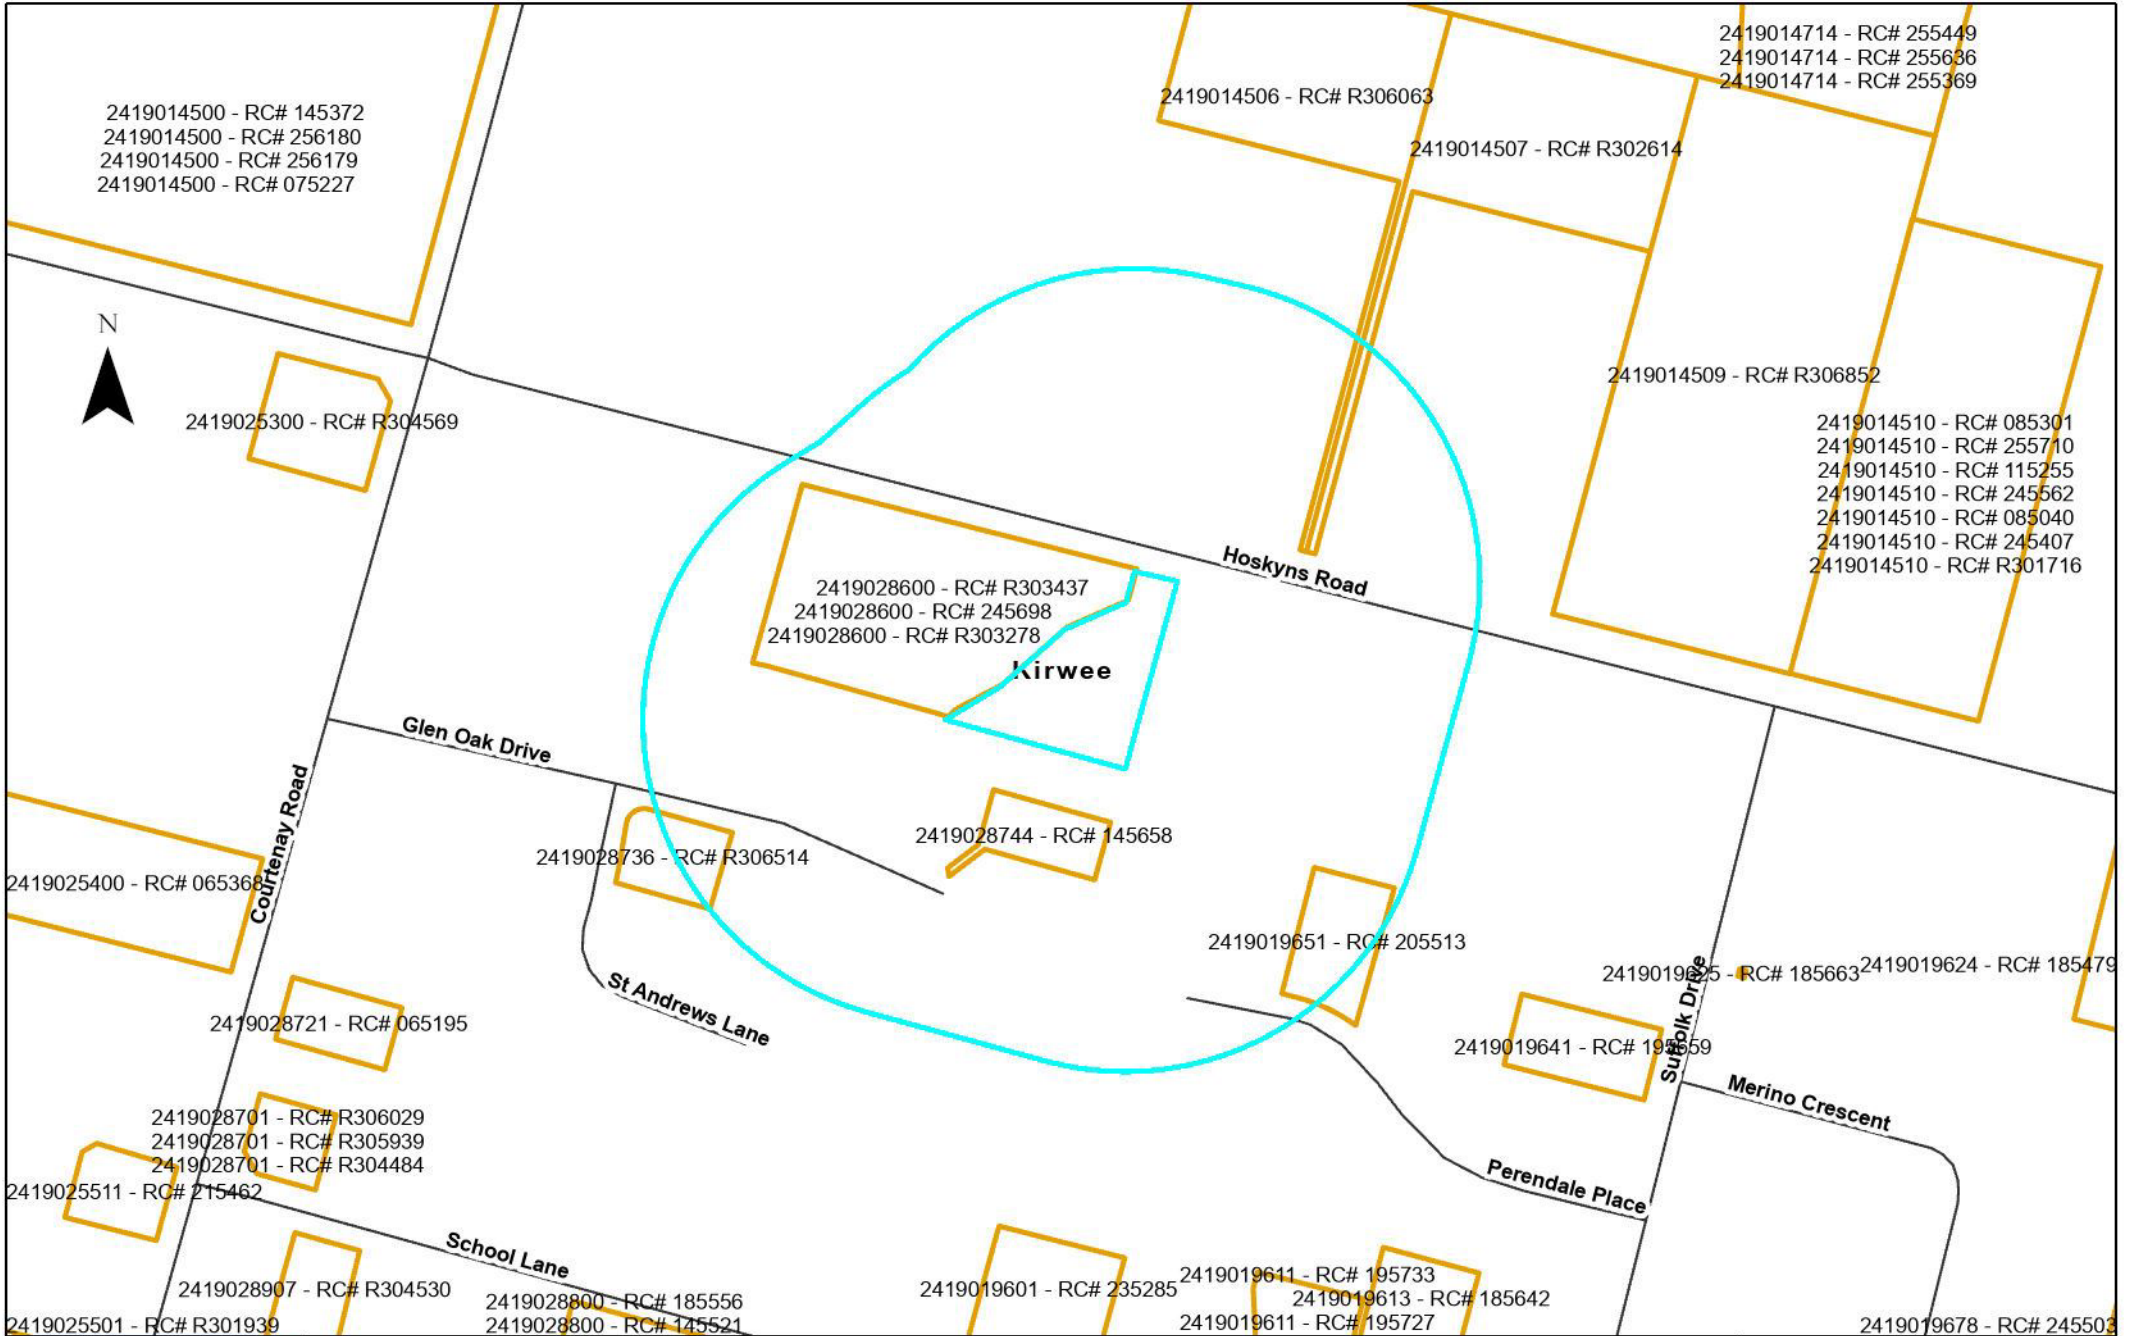 2419014714 - RC# 255449
2419014714 - RC# 255636
2419014714 - RC# 255369
2419014506 - RC# R306063
2419014500 - RC# 145372
2419014500 - RC# 256180
2419014500 - RC# 256179
2419014500 - RC# 075227
2419014507 - RC# R302614
N
2419014509 - RC# R306852
2419025300 - RC# R304569
2419014510 - RC# 085301
2419014510 - RC# 255710
2419014510 - RC# 115255
2419014510 - RC# 245562
2419014510 - RC# 085040
2419014510 - RC# 245407
2419014510 - RC# R301716
Hoskyns Road
2419028600 - RC# R303437
2419028600 - RC# 245698
2419028600 - RC# R303278
Kirwee
Glen Oak Drive
Courtenay Road
2419028744 - RC# 145658
2419028736 - RC# R306514
2419025400 - RC# 065368
2419019651 - RC# 205513
2419019625 - RC# 185663
2419019624 - RC# 185479
St Andrews Lane
Suffolk Drive
2419028721 - RC# 065195
2419019641 - RC# 195659
Merino Crescent
2419028701 - RC# R306029
2419028701 - RC# R305939
2419028701 - RC# R304484
2419025511 - RC# 215462
Perendale Place
School Lane
2419028907 - RC# R304530
2419019601 - RC# 235285
2419019611 - RC# 195733
2419019613 - RC# 185642
2419019611 - RC# 195727
2419028800 - RC# 185556
2419028800 - RC# 145521
2419025501 - RC# R301939
2419019678 - RC# 245503